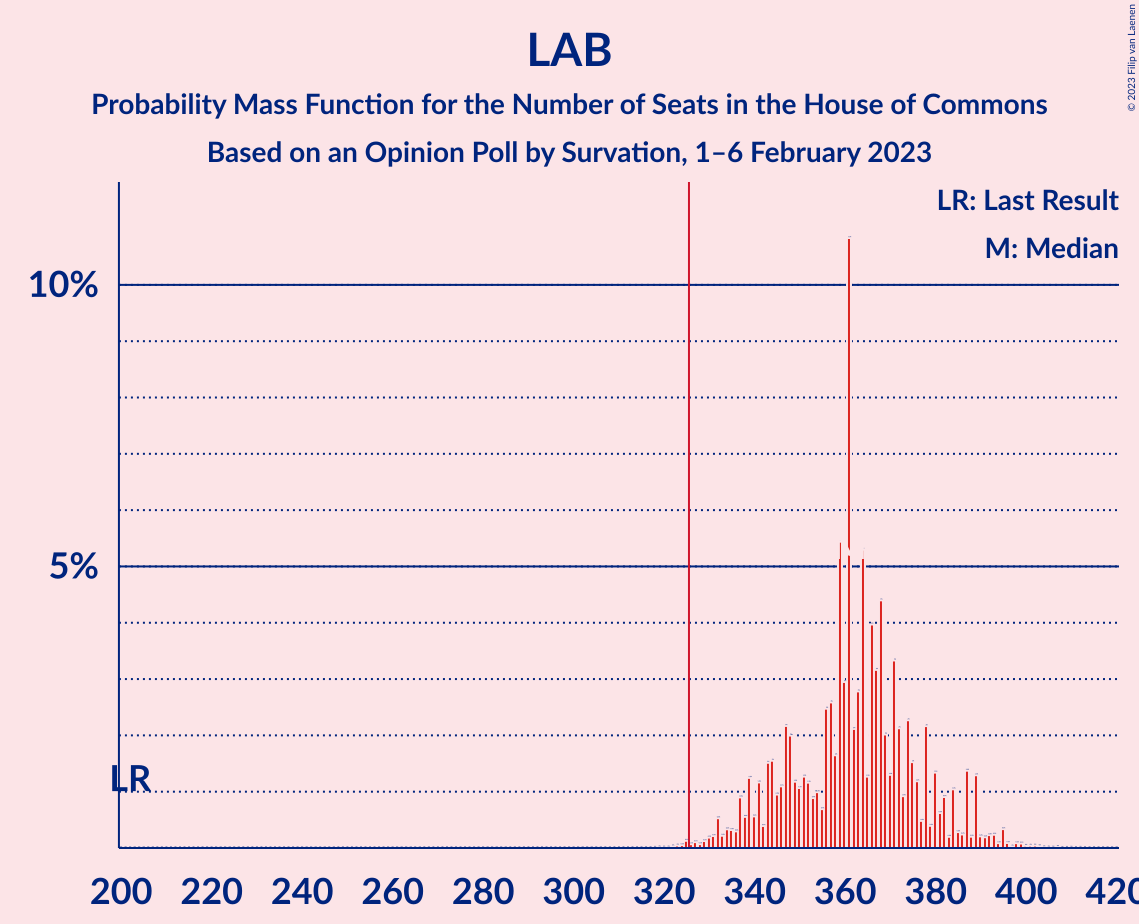 © 2023 Filip van Laenen
LAB
Probability Mass Function for the Number of Seats in the House of Commons
Based on an Opinion Poll by Survation, 1–6 February 2023
LR: Last Result
M: Median
10%
5%
LR
200 220 240 260 280 300 320 340 360 380 400 420